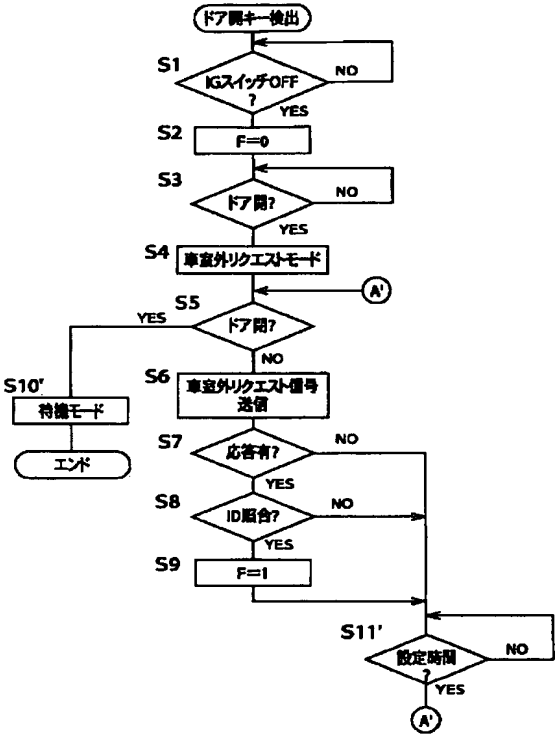 ドア開キー検出
S1
IGスイッチOFF
?
NO
YES
S2
F=0
S3
ドア開?
NO
YES
S4
車室外リクエストモード
A'
S5
ドア閉?
YES
NO
S6
車室外リクエスト信号
送信
S10'
待機モード
エンド
S7
応答有?
NO
YES
S8
ID照合?
NO
YES
S9
F=1
S11'
設定時間
?
NO
YES
A'